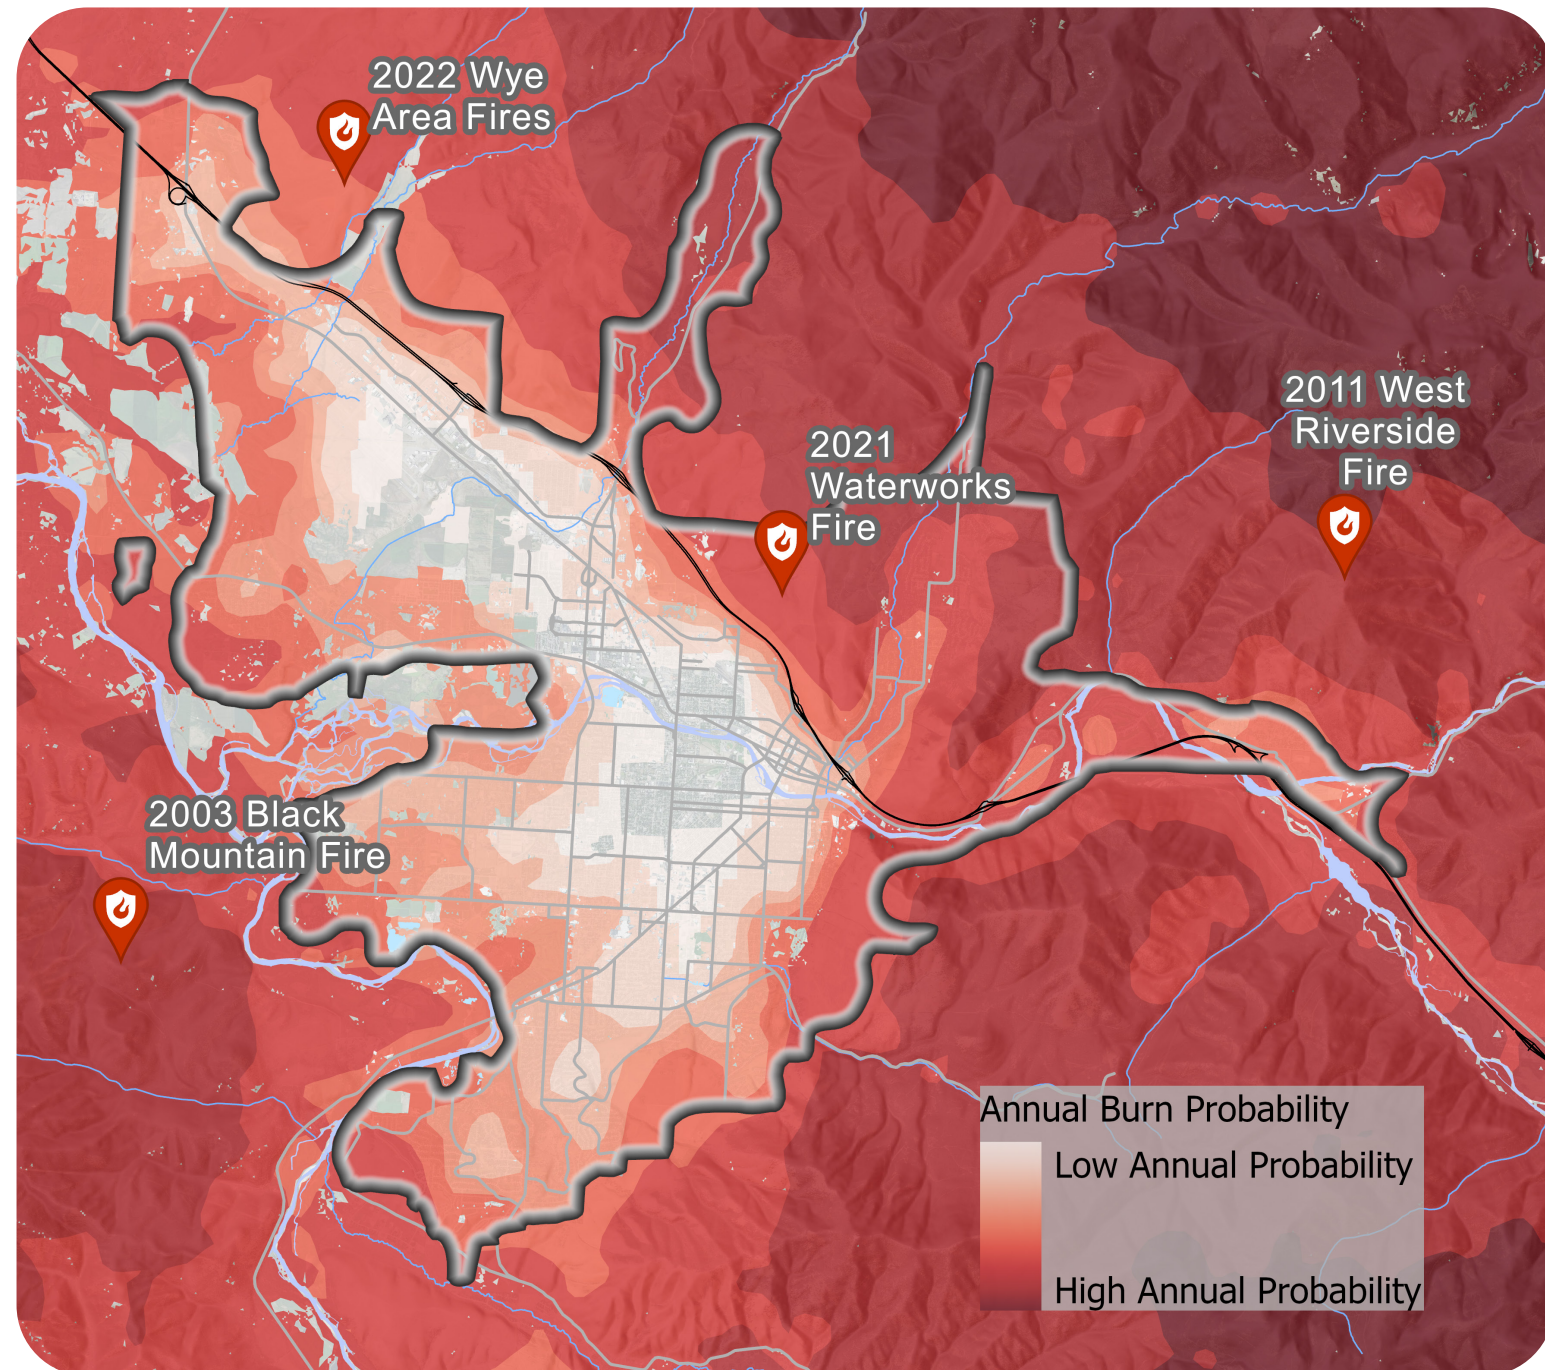 2022 Wye
Area Fires
2011 West
Riverside
Fire
2021
Waterworks
Fire
2003 Black
Mountain Fire
Annual Burn Probability
Low Annual Probability
High Annual Probability